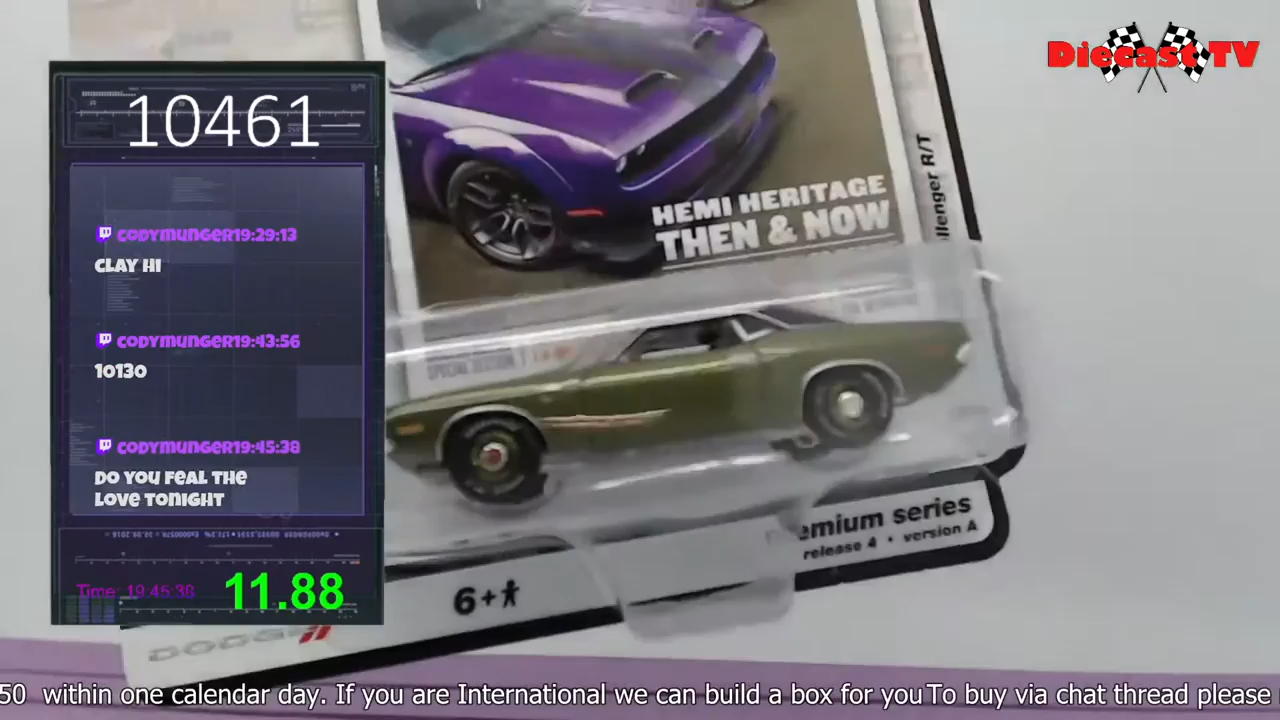 Diecast TV
10461
codymunger19:29:13
CLAY HI
codymunger19:43:56
10130
codymunger19:45:38
DO YOU FEAL THE
LOVE TONIGHT
Time: 19:45:38
11.88
HEMI HERITAGE
THEN & NOW
llenger R/T
emium series
release 4 • version A
6+
DODGE
50 within one calendar day. If you are International we can build a box for you To buy via chat thread please